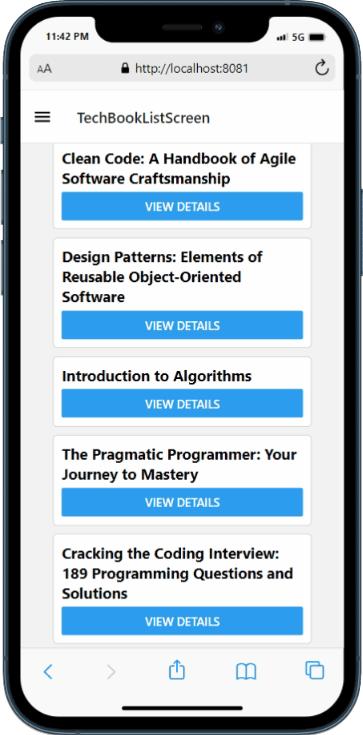 11:42 PM
5G
AA
http://localhost:8081
TechBookListScreen
Clean Code: A Handbook of Agile
Software Craftsmanship
VIEW DETAILS
Design Patterns: Elements of
Reusable Object-Oriented
Software
VIEW DETAILS
Introduction to Algorithms
VIEW DETAILS
The Pragmatic Programmer: Your
Journey to Mastery
VIEW DETAILS
Cracking the Coding Interview:
189 Programming Questions and
Solutions
VIEW DETAILS